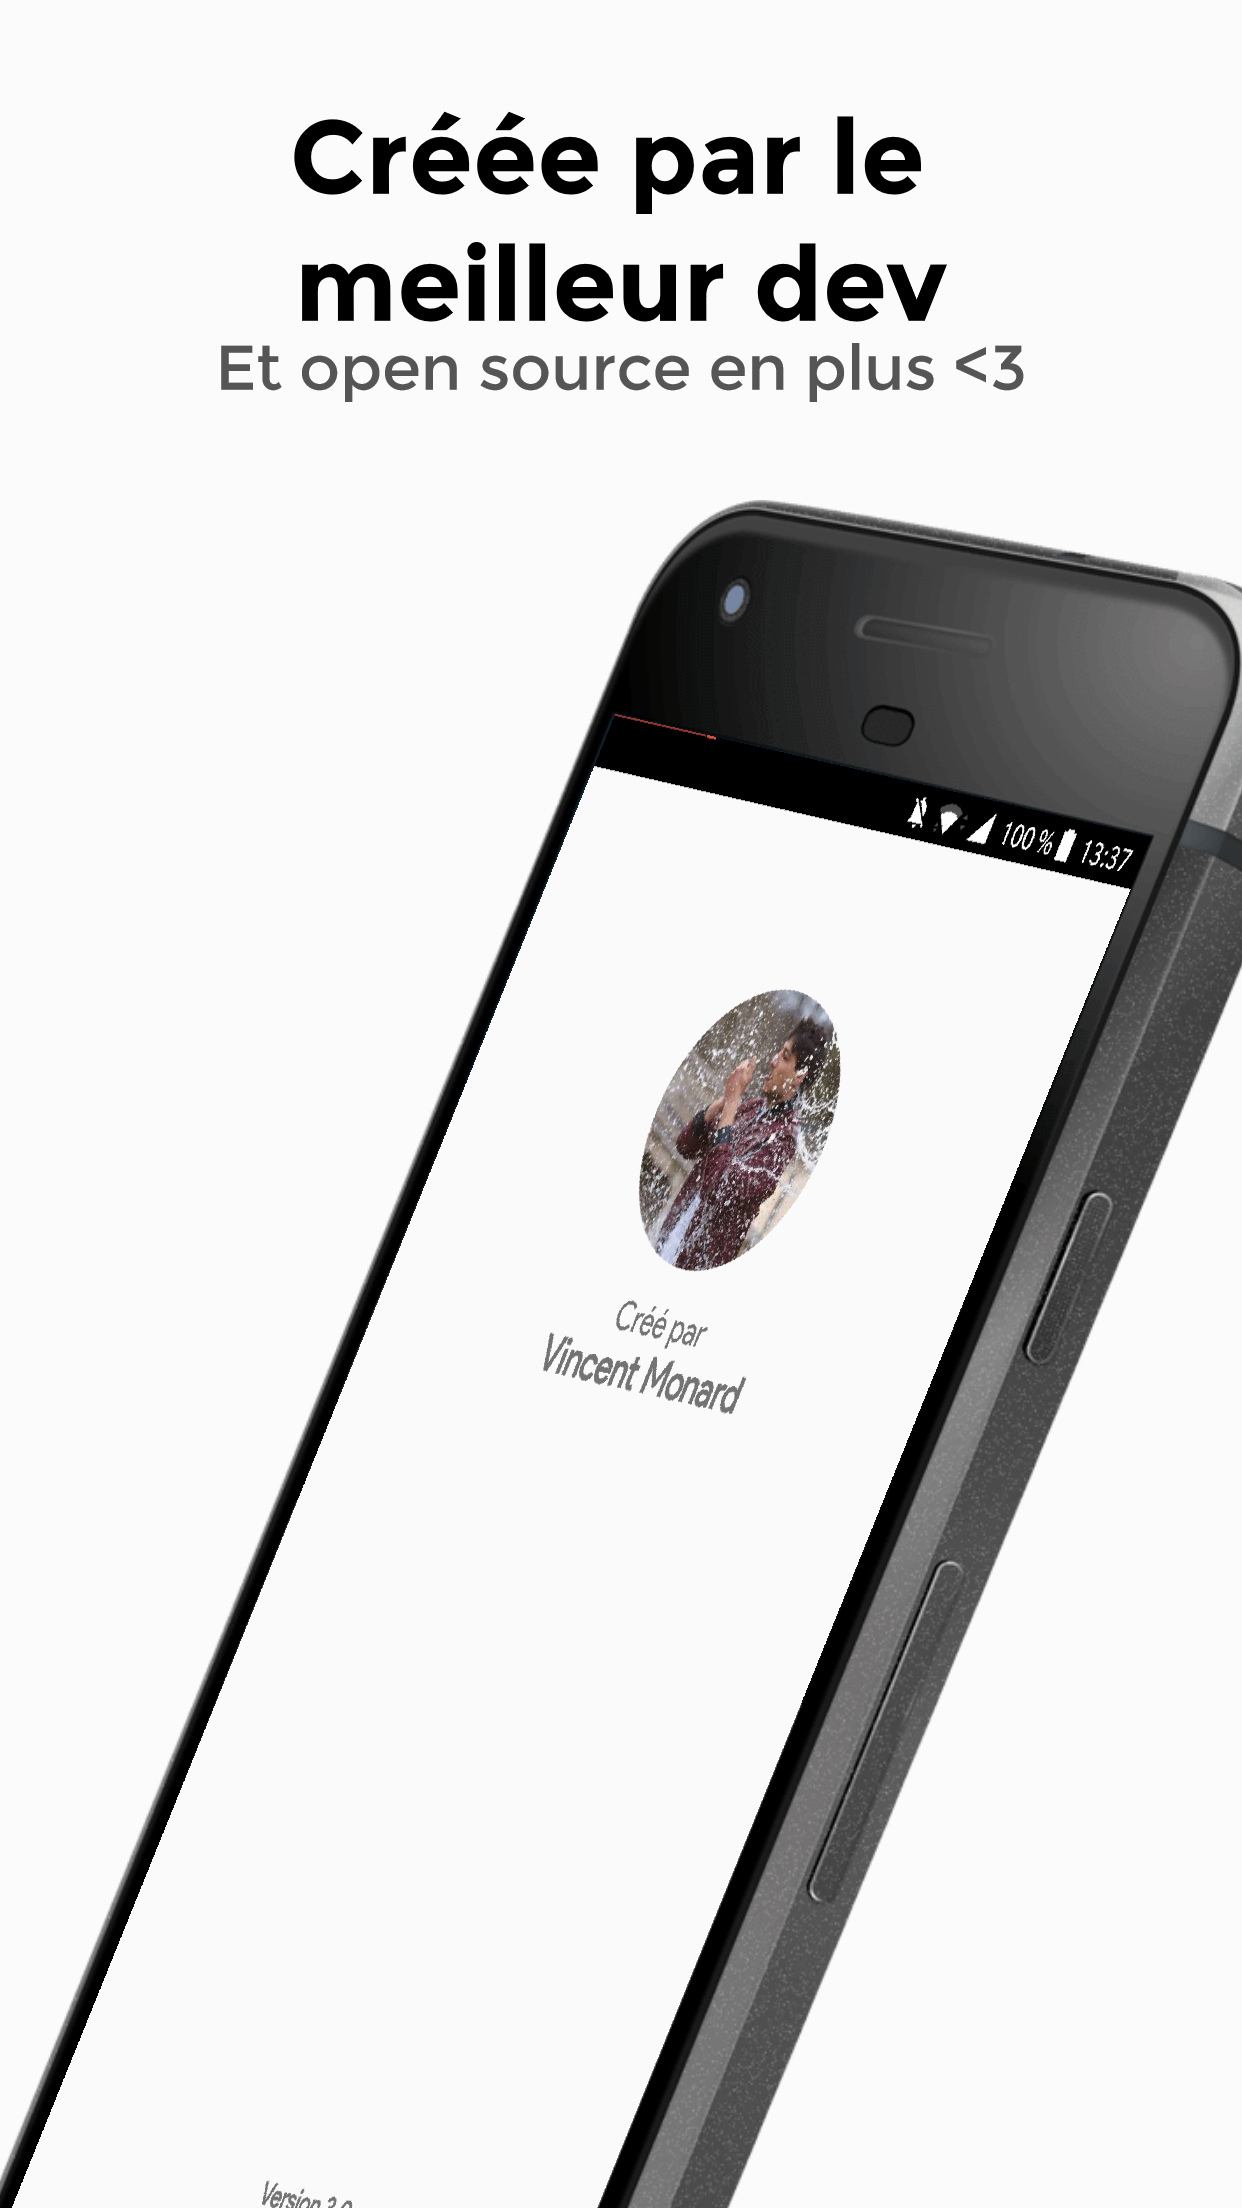 Créée par le
meilleur dev
Et open source en plus <3
100 % 13:37
Créé par
Vincent Monard
Version